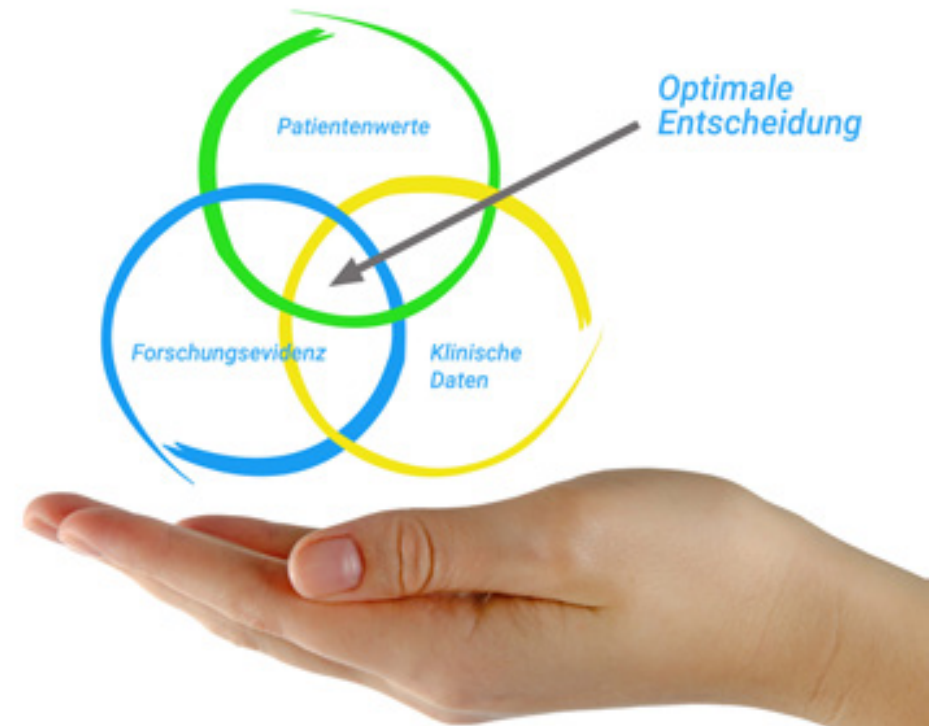 Patientenwerte
Optimale
Entscheidung
Forschungsevidenz
Klinische
Daten